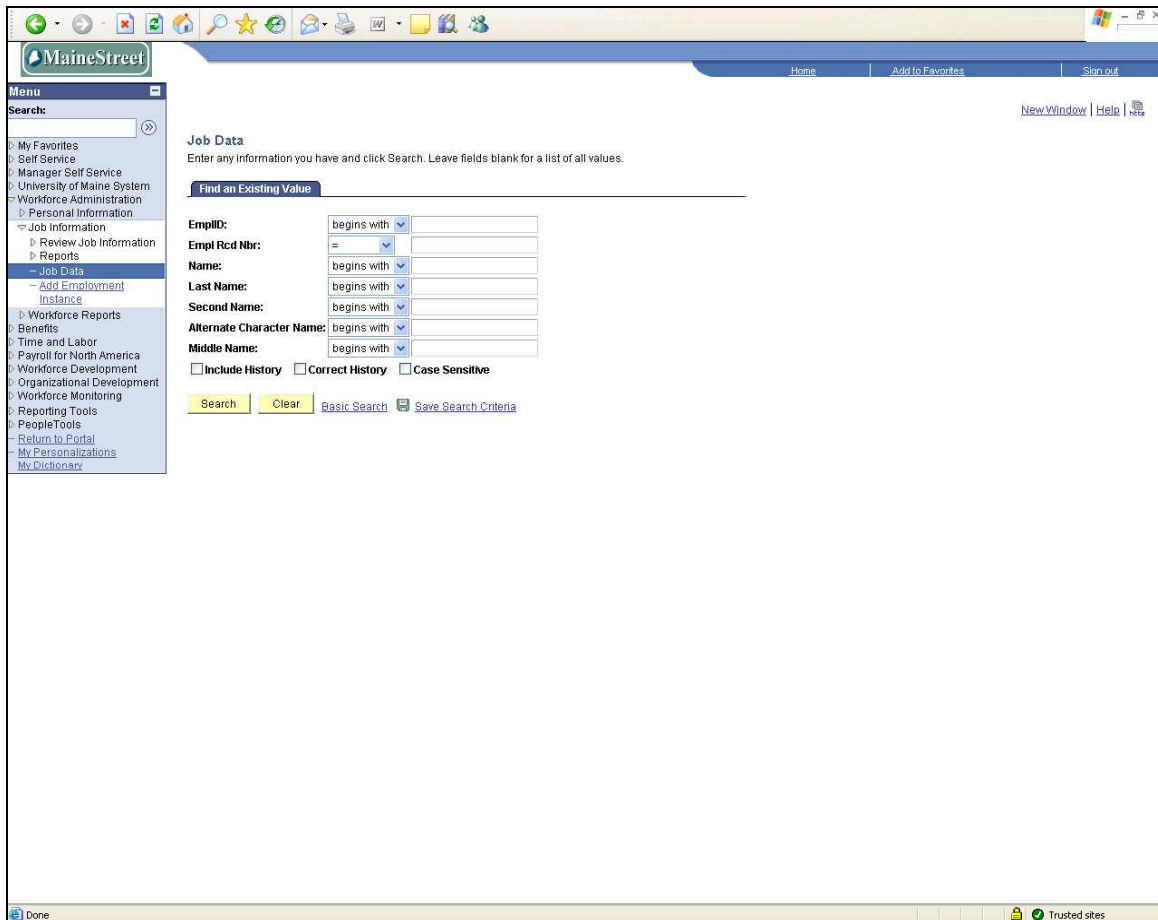 MaineStreet
Home
Add to Favorites
Sign out
Menu
Search:
New Window | Help | http
My Favorites
Self Service
Manager Self Service
University of Maine System
Workforce Administration
Personal Information
Job Information
Review Job Information
Reports
– Job Data
– Add Employment
Instance
Workforce Reports
Benefits
Time and Labor
Payroll for North America
Workforce Development
Organizational Development
Workforce Monitoring
Reporting Tools
PeopleTools
– Return to Portal
– My Personalizations
My Dictionary
Job Data
Enter any information you have and click Search. Leave fields blank for a list of all values.
Find an Existing Value
EmplID: begins with
Empl Rcd Nbr: =
Name: begins with
Last Name: begins with
Second Name: begins with
Alternate Character Name: begins with
Middle Name: begins with
Include History Correct History Case Sensitive
Search Clear Basic Search Save Search Criteria
Done
Trusted sites